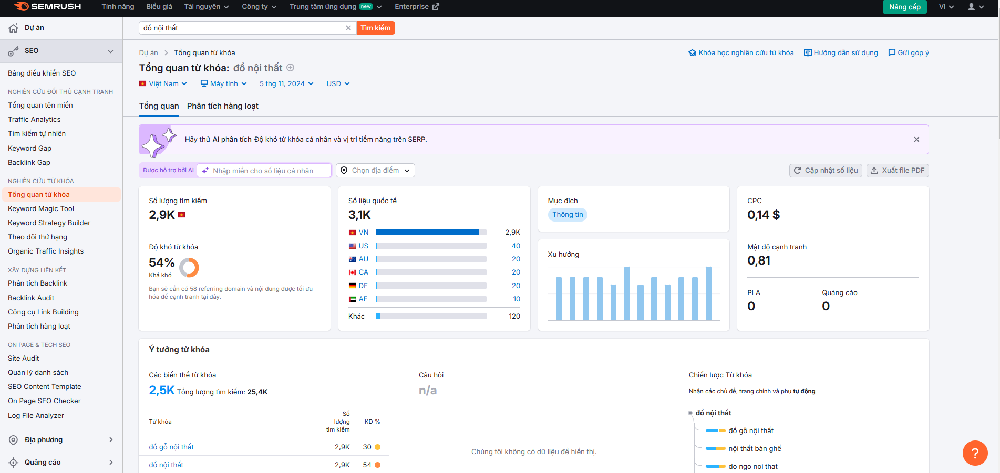 SEMRUSH
Tính năng
Biểu giá
Tài nguyên
Công ty
Trung tâm ứng dụng new
Enterprise
Nâng cấp
VI
Dự án
SEO
Bảng điều khiển SEO
NGHIÊN CỨU ĐỐI THỦ CẠNH TRANH
Tổng quan tên miền
Traffic Analytics
Tìm kiếm tự nhiên
Keyword Gap
Backlink Gap
NGHIÊN CỨU TỪ KHÓA
Tổng quan từ khóa
Keyword Magic Tool
Keyword Strategy Builder
Theo dõi thứ hạng
Organic Traffic Insights
XÂY DỰNG LIÊN KẾT
Phân tích Backlink
Backlink Audit
Công cụ Link Building
Phân tích hàng loạt
ON PAGE & TECH SEO
Site Audit
Quản lý danh sách
SEO Content Template
On Page SEO Checker
Log File Analyzer
Địa phương
Quảng cáo
đồ nội thất
Tìm kiếm
Dự án > Tổng quan từ khóa
Khóa học nghiên cứu từ khóa
Hướng dẫn sử dụng
Gửi góp ý
Tổng quan từ khóa: đồ nội thất
Việt Nam
Máy tính
5 thg 11, 2024
USD
Tổng quan
Phân tích hàng loạt
Hãy thử AI phân tích Độ khó từ khóa cá nhân và vị trí tiềm năng trên SERP.
Được hỗ trợ bởi AI
Nhập miền cho số liệu cá nhân
Chọn địa điểm
Cập nhật số liệu
Xuất file PDF
Số lượng tìm kiếm
2,9K
Độ khó từ khóa
54%
Khá khó
Bạn sẽ cần có 58 referring domain và nội dung được tối ưu
hóa để cạnh tranh tại đây.
Số liệu quốc tế
3,1K
VN 2,9K
US 40
AU 20
CA 20
DE 20
AE 10
Khác 120
Mục đích
Thông tin
Xu hướng
CPC
0,14 $
Mật độ cạnh tranh
0,81
PLA
0
Quảng cáo
0
Ý tưởng từ khóa
Các biến thể từ khóa
2,5K Tổng lượng tìm kiếm: 25,4K
Từ khóa
Số
lượng
tìm kiếm
KD %
đồ gỗ nội thất 2,9K 30
đồ nội thất 2,9K 54
Câu hỏi
n/a
Chúng tôi không có dữ liệu để hiển thị.
Chiến lược Từ khóa
Nhận các chủ đề, trang chính và phụ tự động
đồ nội thất
đồ gỗ nội thất
nội thất bàn ghế
do ngo noi that
?